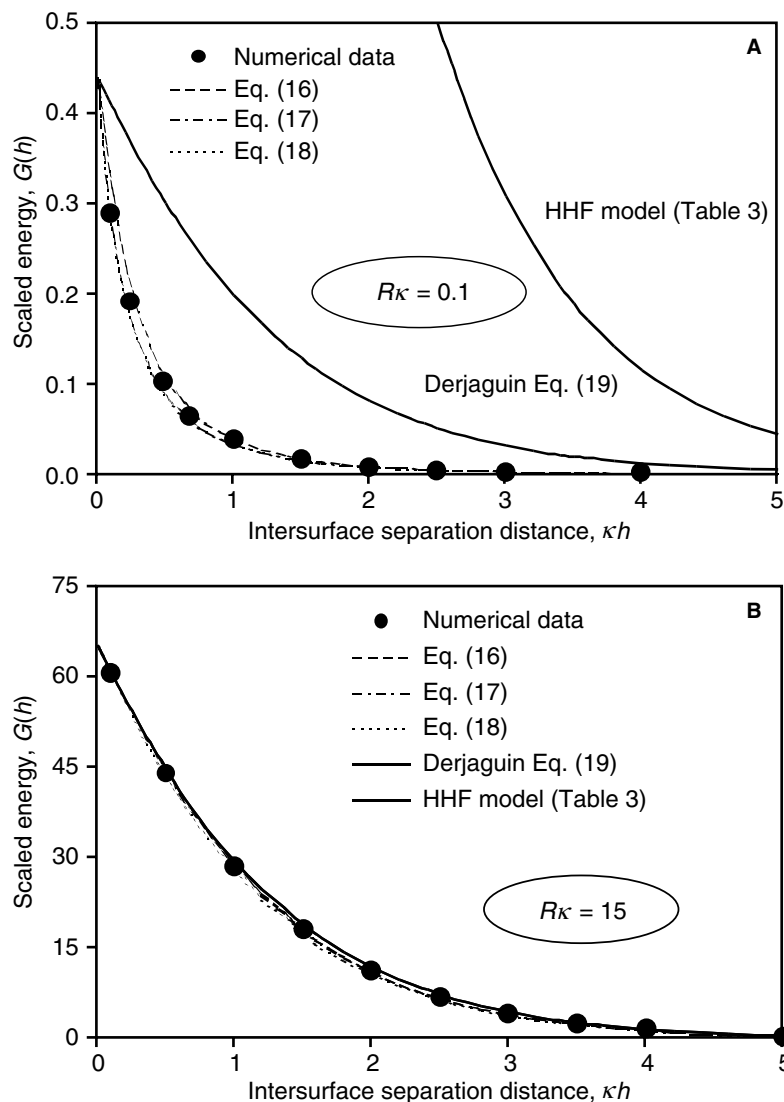 A
0.5
Numerical data
Eq. (16)
0.4
Eq. (17)
Eq. (18)
Scaled energy, G(h)
0.3
HHF model (Table 3)
0.2
Rκ = 0.1
0.1
Derjaguin Eq. (19)
0.0
0 1 2 3 4 5
Intersurface separation distance, κh
75
B
Numerical data
60
Eq. (16)
Eq. (17)
Scaled energy, G(h)
Eq. (18)
45
Derjaguin Eq. (19)
HHF model (Table 3)
30
Rκ = 15
15
0
0 1 2 3 4 5
Intersurface separation distance, κh